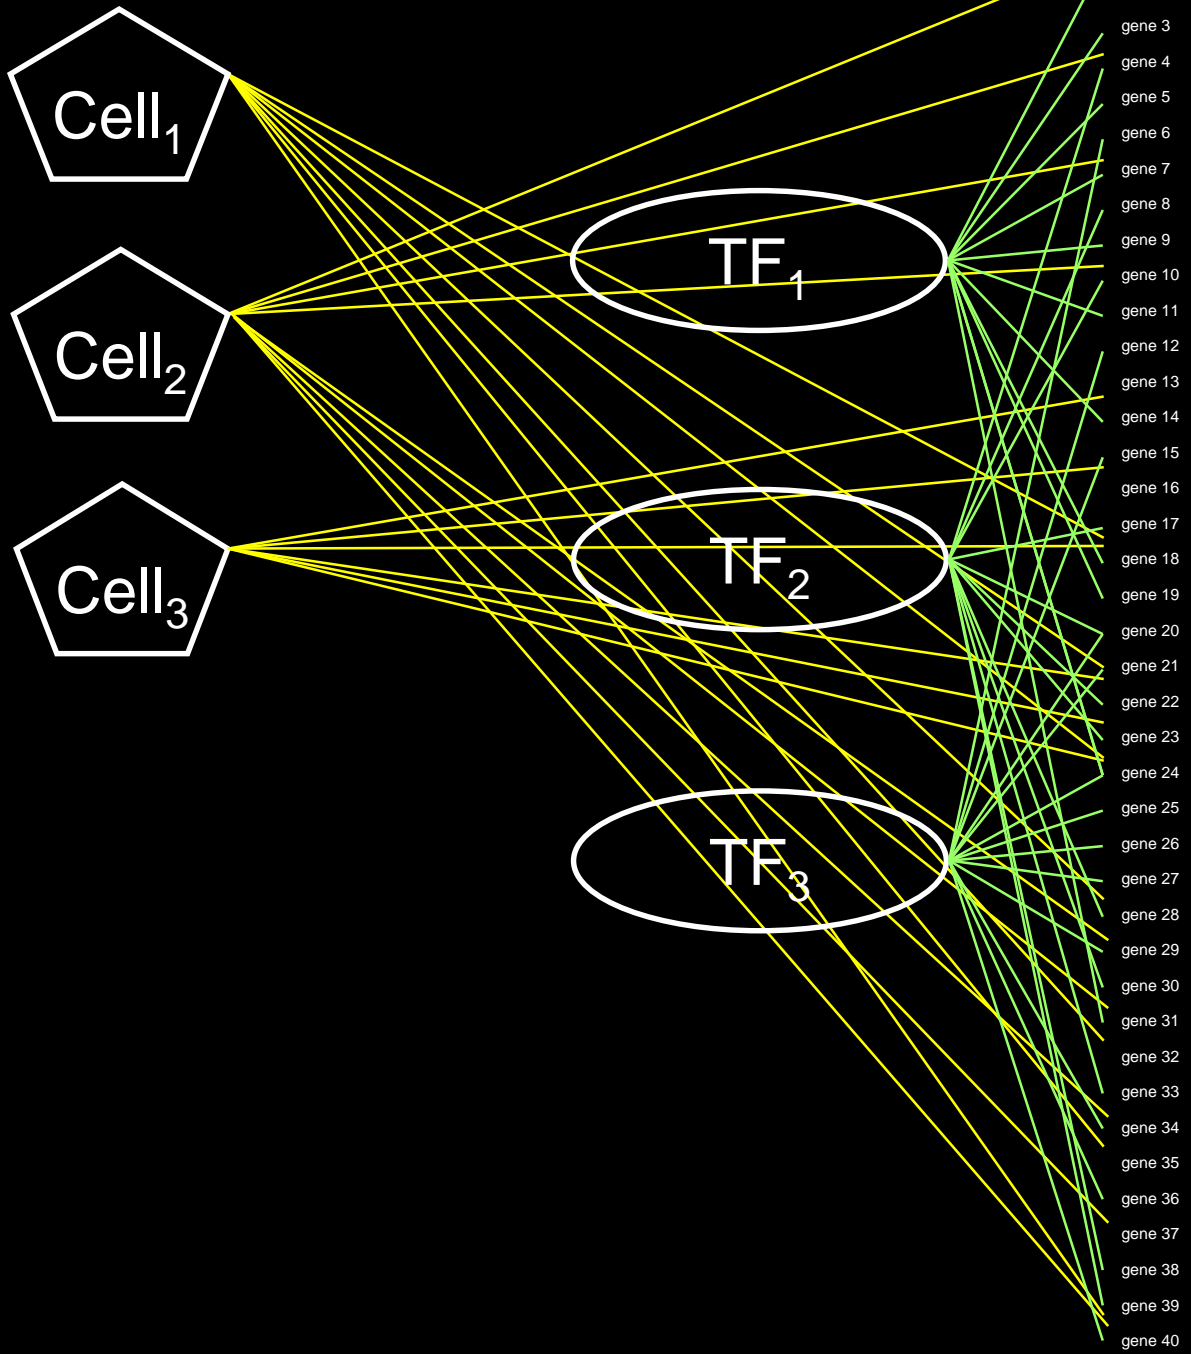 Cell₁
Cell₂
Cell₃
TF₁
TF₂
TF₃
gene 3
gene 4
gene 5
gene 6
gene 7
gene 8
gene 9
gene 10
gene 11
gene 12
gene 13
gene 14
gene 15
gene 16
gene 17
gene 18
gene 19
gene 20
gene 21
gene 22
gene 23
gene 24
gene 25
gene 26
gene 27
gene 28
gene 29
gene 30
gene 31
gene 32
gene 33
gene 34
gene 35
gene 36
gene 37
gene 38
gene 39
gene 40